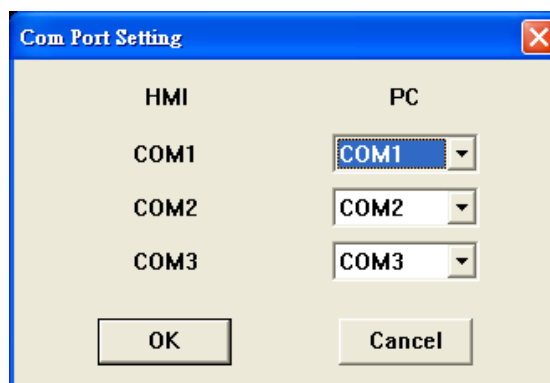 Com Port Setting
HMI PC
COM1 COM1
COM2 COM2
COM3 COM3
OK Cancel